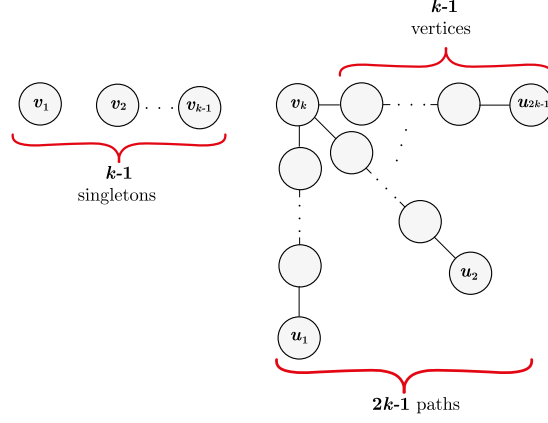 k-1
vertices
v1 v2 vk-1 vk u2k-1
k-1
singletons
u2
u1
2k-1 paths